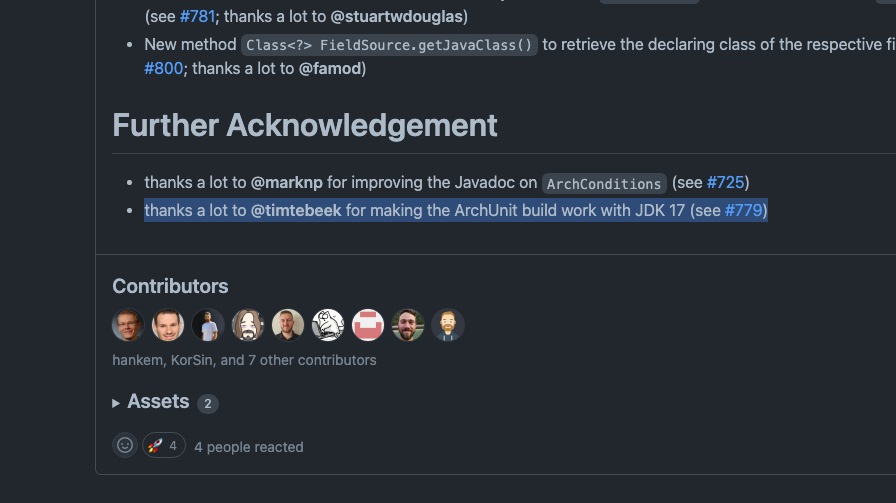 (see #781; thanks a lot to @stuartwdouglas)
• New method Class<?> FieldSource.getJavaClass() to retrieve the declaring class of the respective
#800; thanks a lot to @famod)
Further Acknowledgement
• thanks a lot to @marknp for improving the Javadoc on ArchConditions (see #725)
• thanks a lot to @timtebeek for making the ArchUnit build work with JDK 17 (see #779)
Contributors
hankem, KorSin, and 7 other contributors
Assets 2
4 4 people reacted